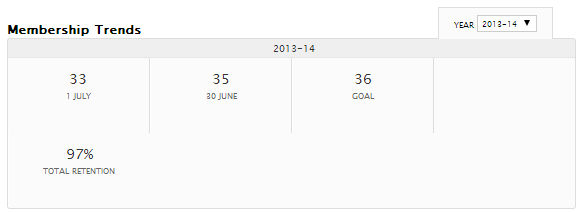 Membership Trends
YEAR 2013-14
2013-14
33 35 36
1 JULY 30 JUNE GOAL
97%
TOTAL RETENTION